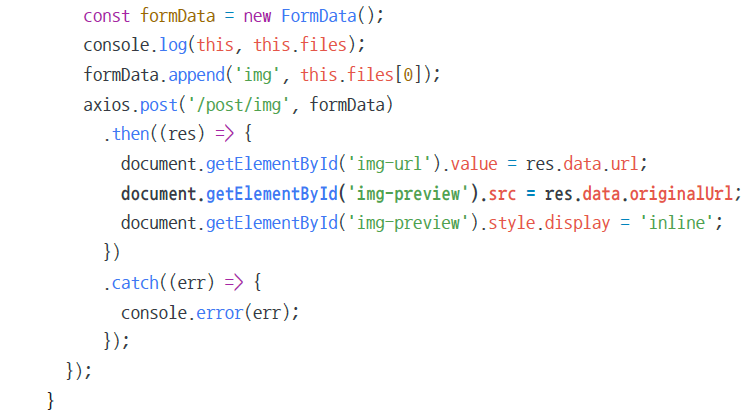 const formData = new FormData();
console.log(this, this.files);
formData.append('img', this.files[0]);
axios.post('/post/img', formData)
.then((res) => {
document.getElementById('img-url').value = res.data.url;
document.getElementById('img-preview').src = res.data.originalUrl;
document.getElementById('img-preview').style.display = 'inline';
})
.catch((err) => {
console.error(err);
});
});
}